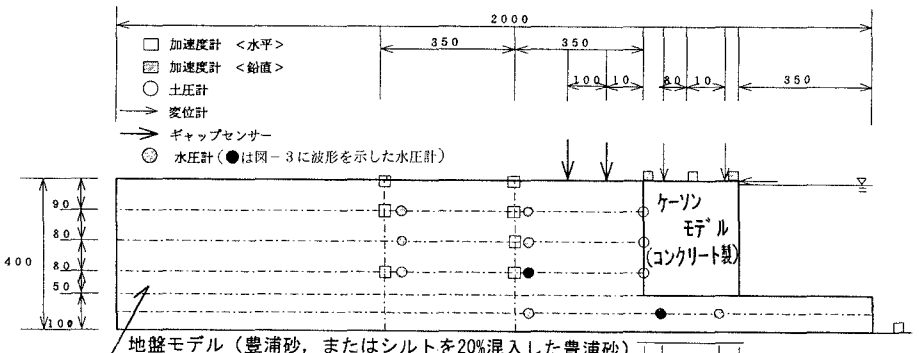 2000
350
350
100
10
80
10
350
□ 加速度計 <水平>
加速度計 <鉛直>
○ 土圧計
変位計
ギャップセンサー
水圧計(●は図-3に波形を示した水圧計)
400
90
80
80
50
100
ケーソン
モデル
(コンクリート製)
地盤モデル(豊浦砂,またはシルトを20%混入した豊浦砂)